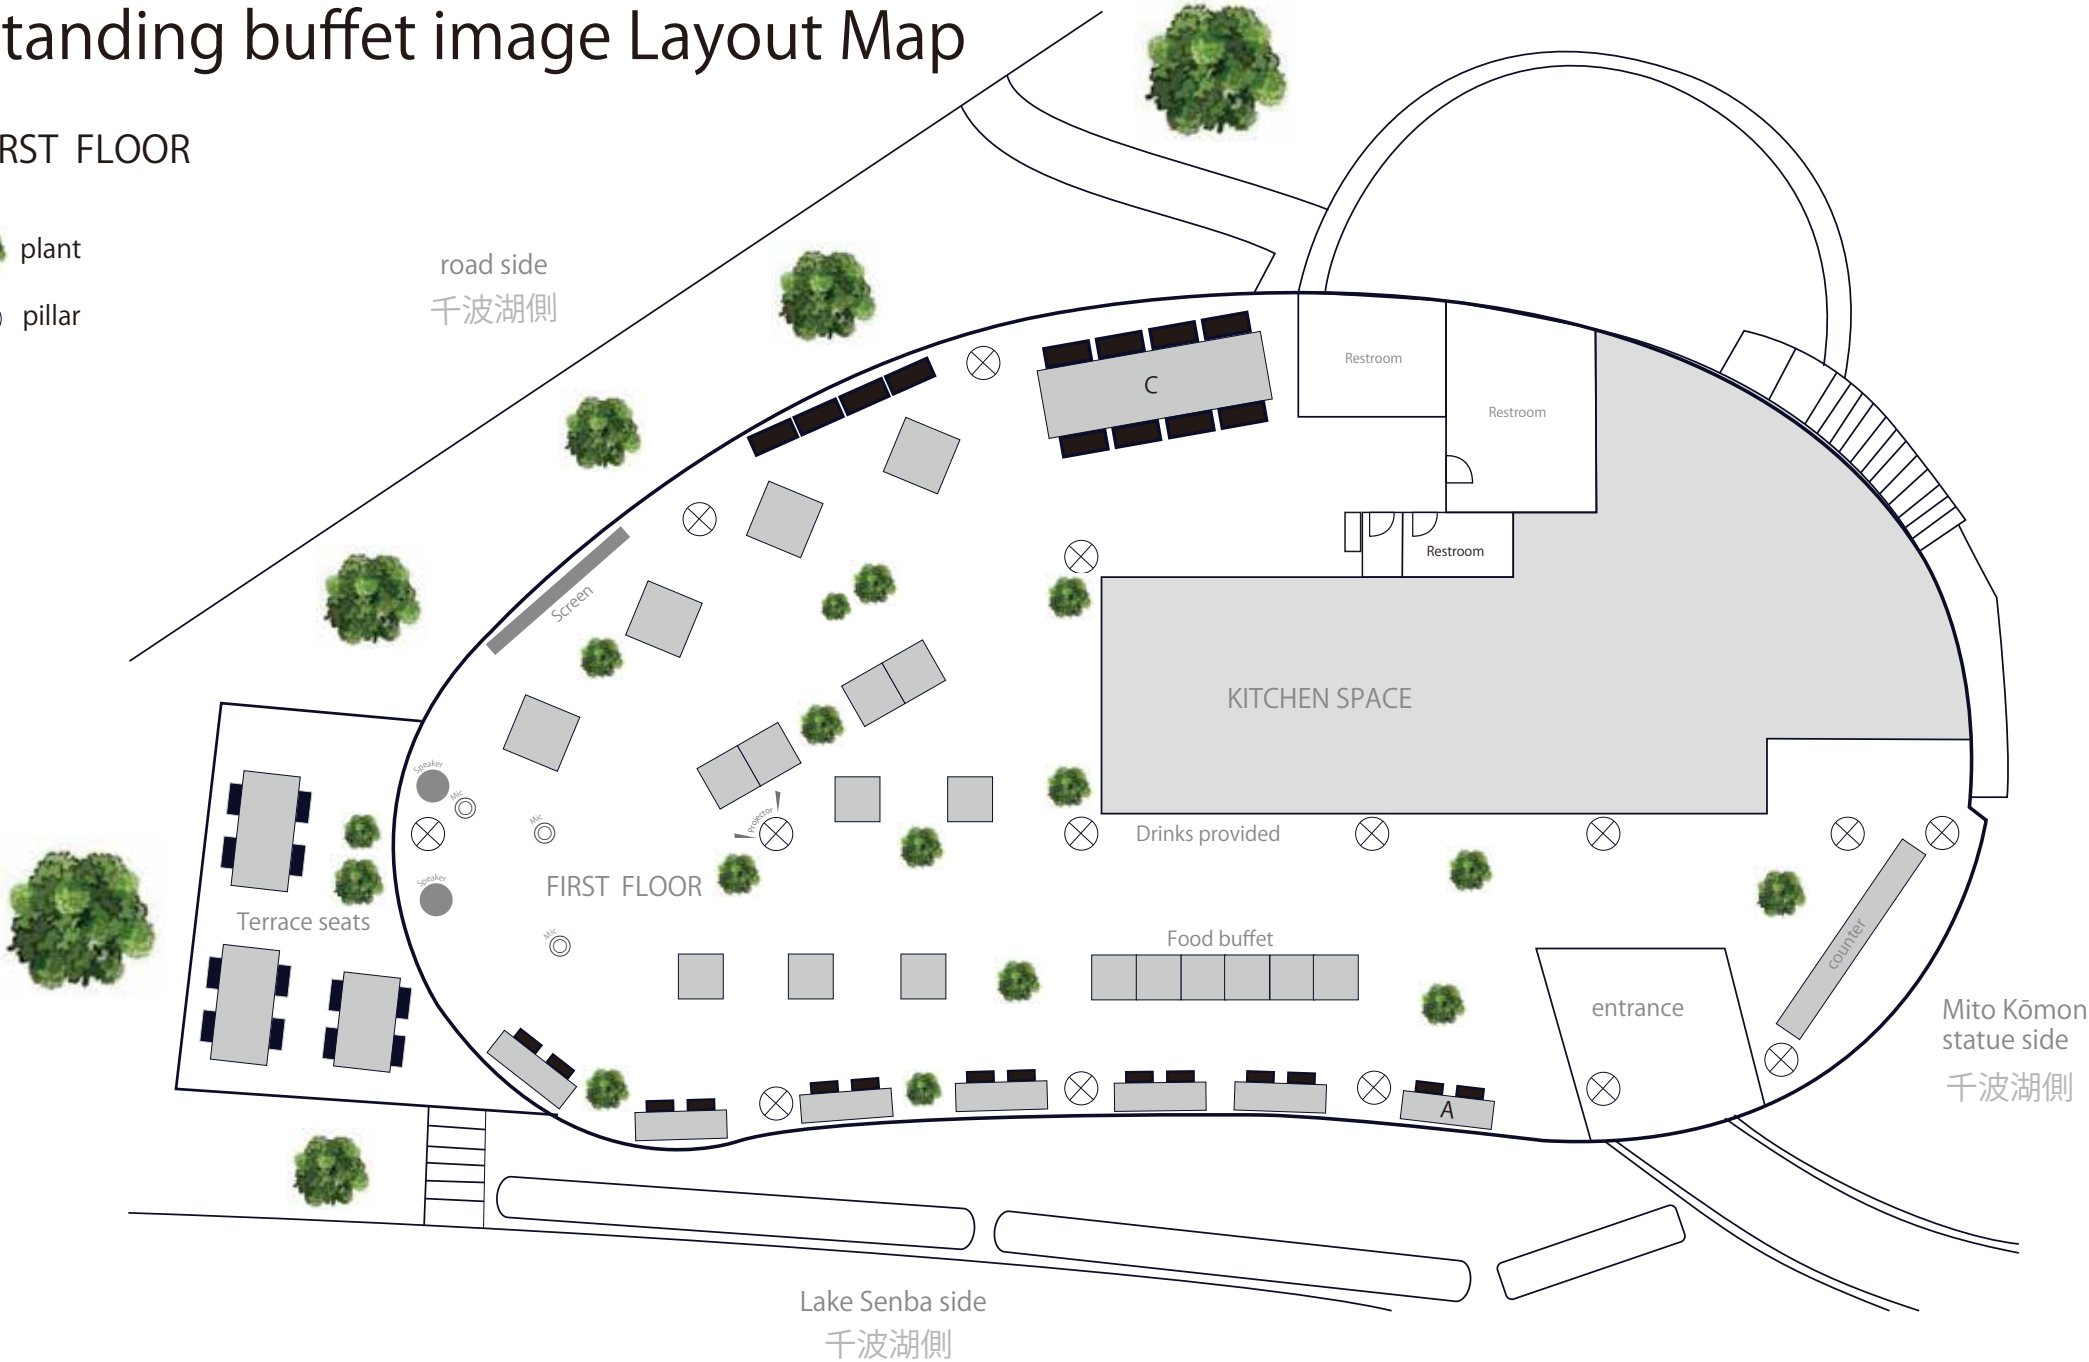 tanding buffet image Layout Map
RST FLOOR
plant
pillar
road side
千波湖側
C
Restroom
Restroom
Restroom
Screen
KITCHEN SPACE
Speaker
Mic
Mic
Projector
Drinks provided
Speaker
FIRST FLOOR
Terrace seats
Mic
Food buffet
counter
entrance
Mito Kōmon
statue side
千波湖側
A
Lake Senba side
千波湖側